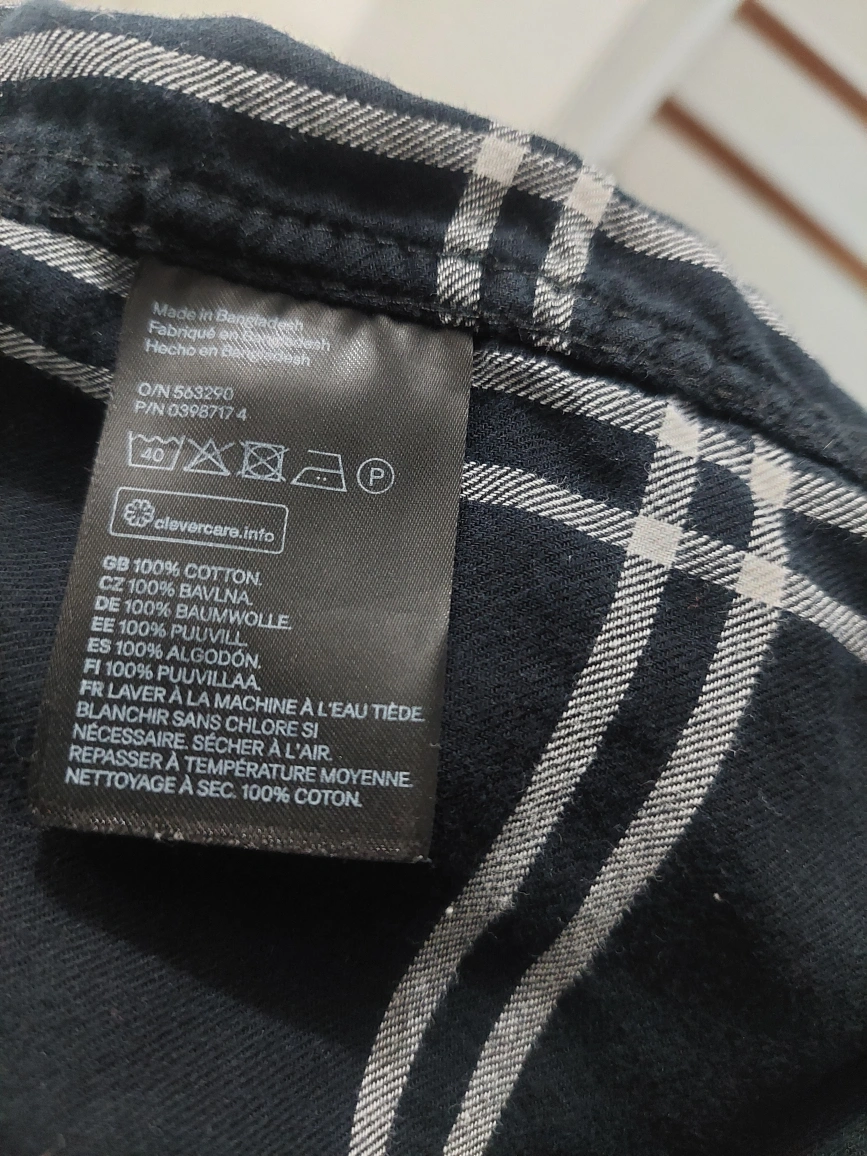 Made in Bangladesh
Fabriqué en Bangladesh
Hecho en Bangladesh
O/N 563290
P/N 0398717 4
40
P
clevercare.info
GB 100% COTTON.
CZ 100% BAVLNA.
DE 100% BAUMWOLLE.
EE 100% PUUVILL.
ES 100% ALGODÓN.
FI 100% PUUVILLAA.
FR LAVER À LA MACHINE À L'EAU TIÈDE.
BLANCHIR SANS CHLORE SI
NÉCESSAIRE. SÉCHER À L'AIR.
REPASSER À TEMPÉRATURE MOYENNE.
NETTOYAGE À SEC. 100% COTON.